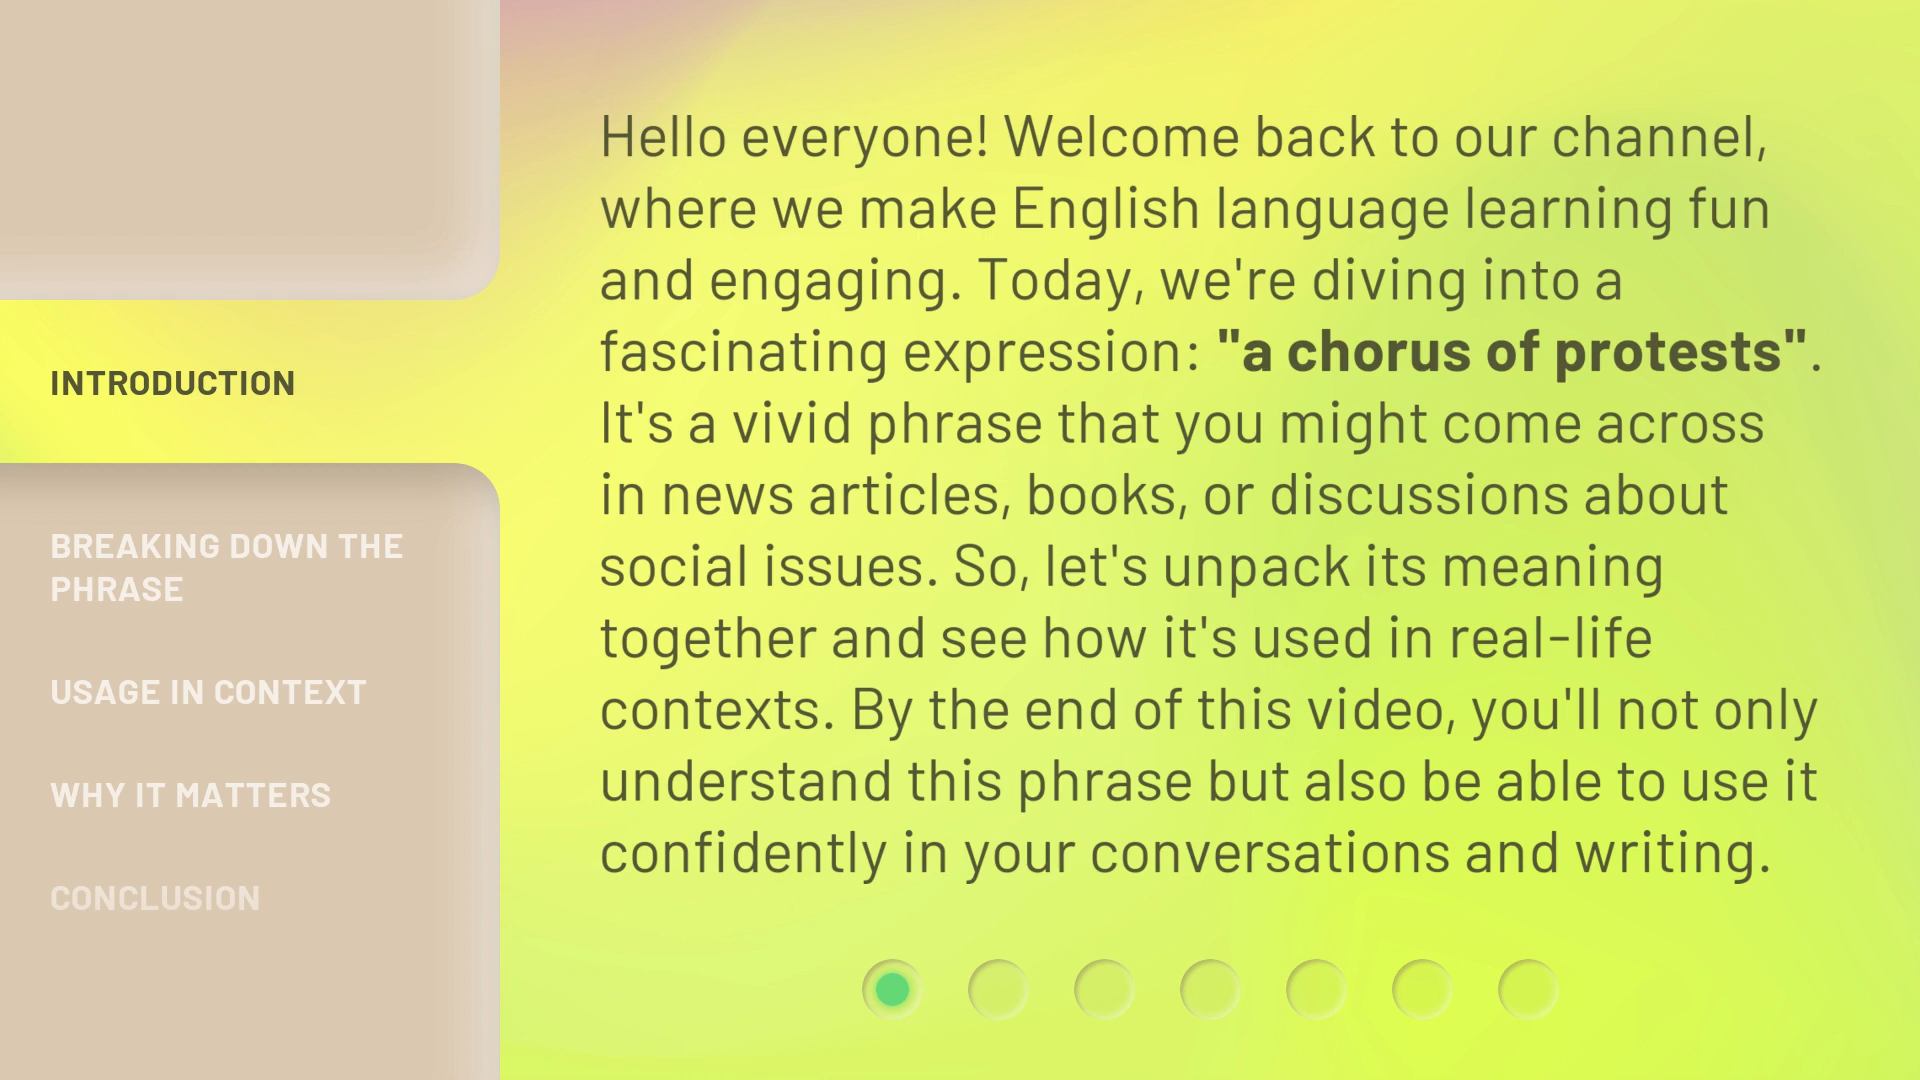 INTRODUCTION
BREAKING DOWN THE
PHRASE
USAGE IN CONTEXT
WHY IT MATTERS
CONCLUSION
Hello everyone! Welcome back to our channel,
where we make English language learning fun
and engaging. Today, we're diving into a
fascinating expression: "a chorus of protests".
It's a vivid phrase that you might come across
in news articles, books, or discussions about
social issues. So, let's unpack its meaning
together and see how it's used in real-life
contexts. By the end of this video, you'll not only
understand this phrase but also be able to use it
confidently in your conversations and writing.